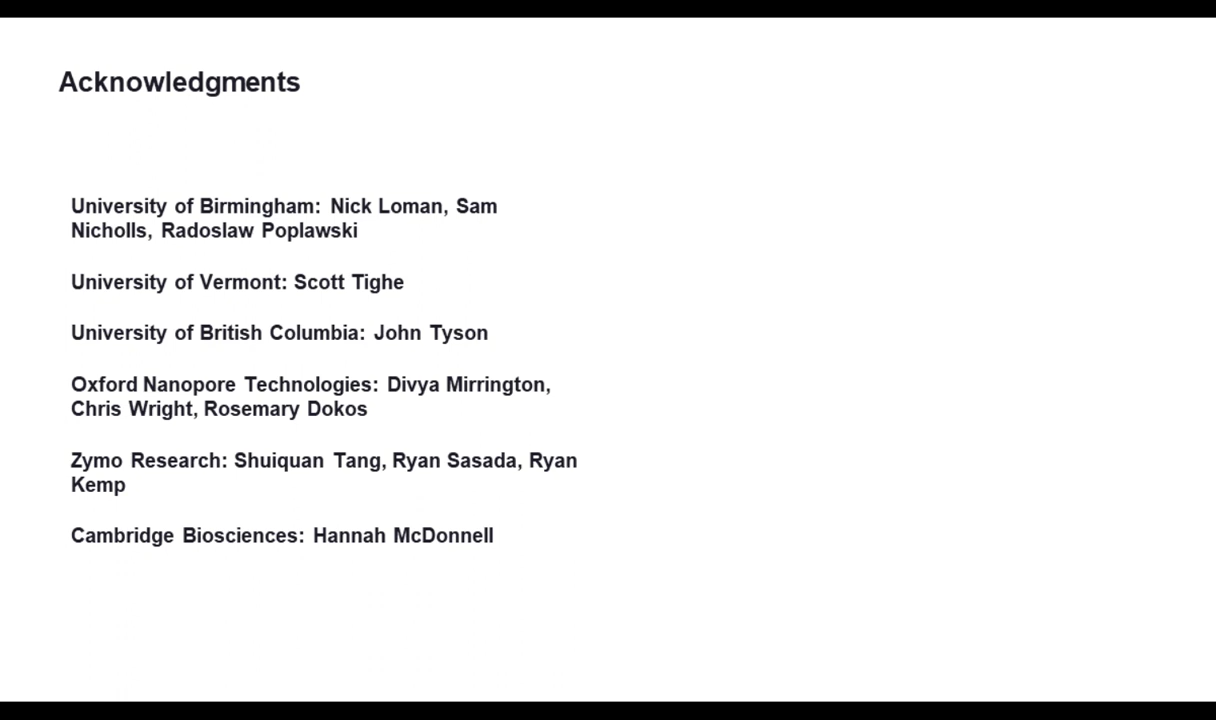 Acknowledgments
University of Birmingham: Nick Loman, Sam
Nicholls, Radoslaw Poplawski
University of Vermont: Scott Tighe
University of British Columbia: John Tyson
Oxford Nanopore Technologies: Divya Mirrington,
Chris Wright, Rosemary Dokos
Zymo Research: Shuiquan Tang, Ryan Sasada, Ryan
Kemp
Cambridge Biosciences: Hannah McDonnell